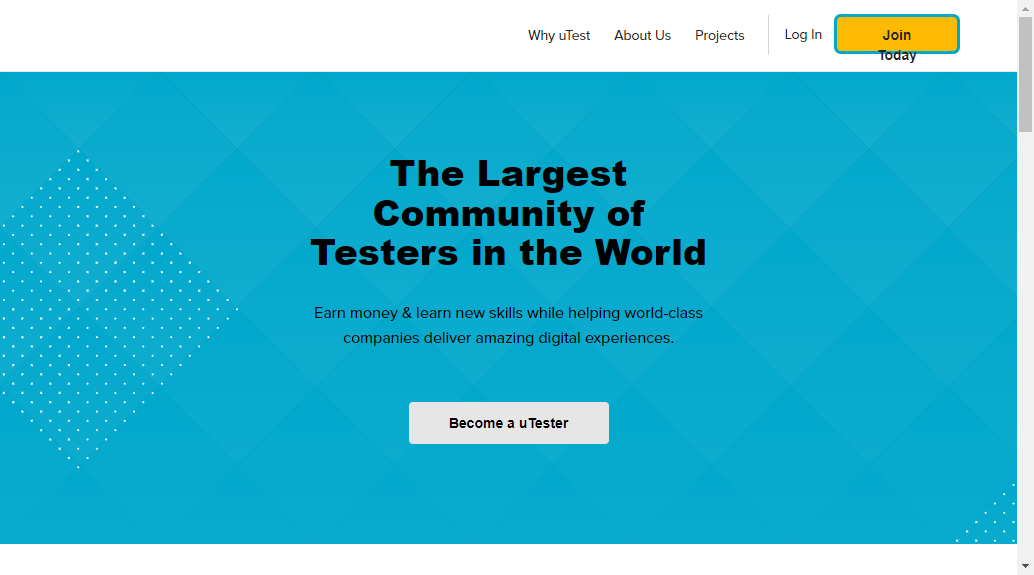 Why uTest About Us Projects Log In Join
Today
The Largest
Community of
Testers in the World
Earn money & learn new skills while helping world-class
companies deliver amazing digital experiences.
Become a uTester